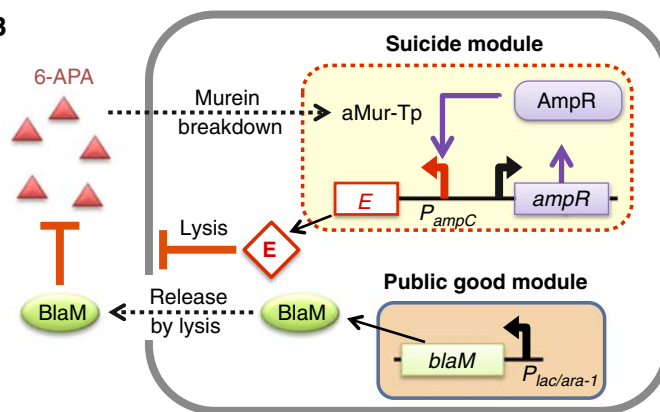 B
Suicide module
6-APA
Murein
breakdown
aMur-Tp
AmpR
E
P_ampC
ampR
Lysis
E
Public good module
BlaM
Release
by lysis
BlaM
blaM
P_lac/ara-1